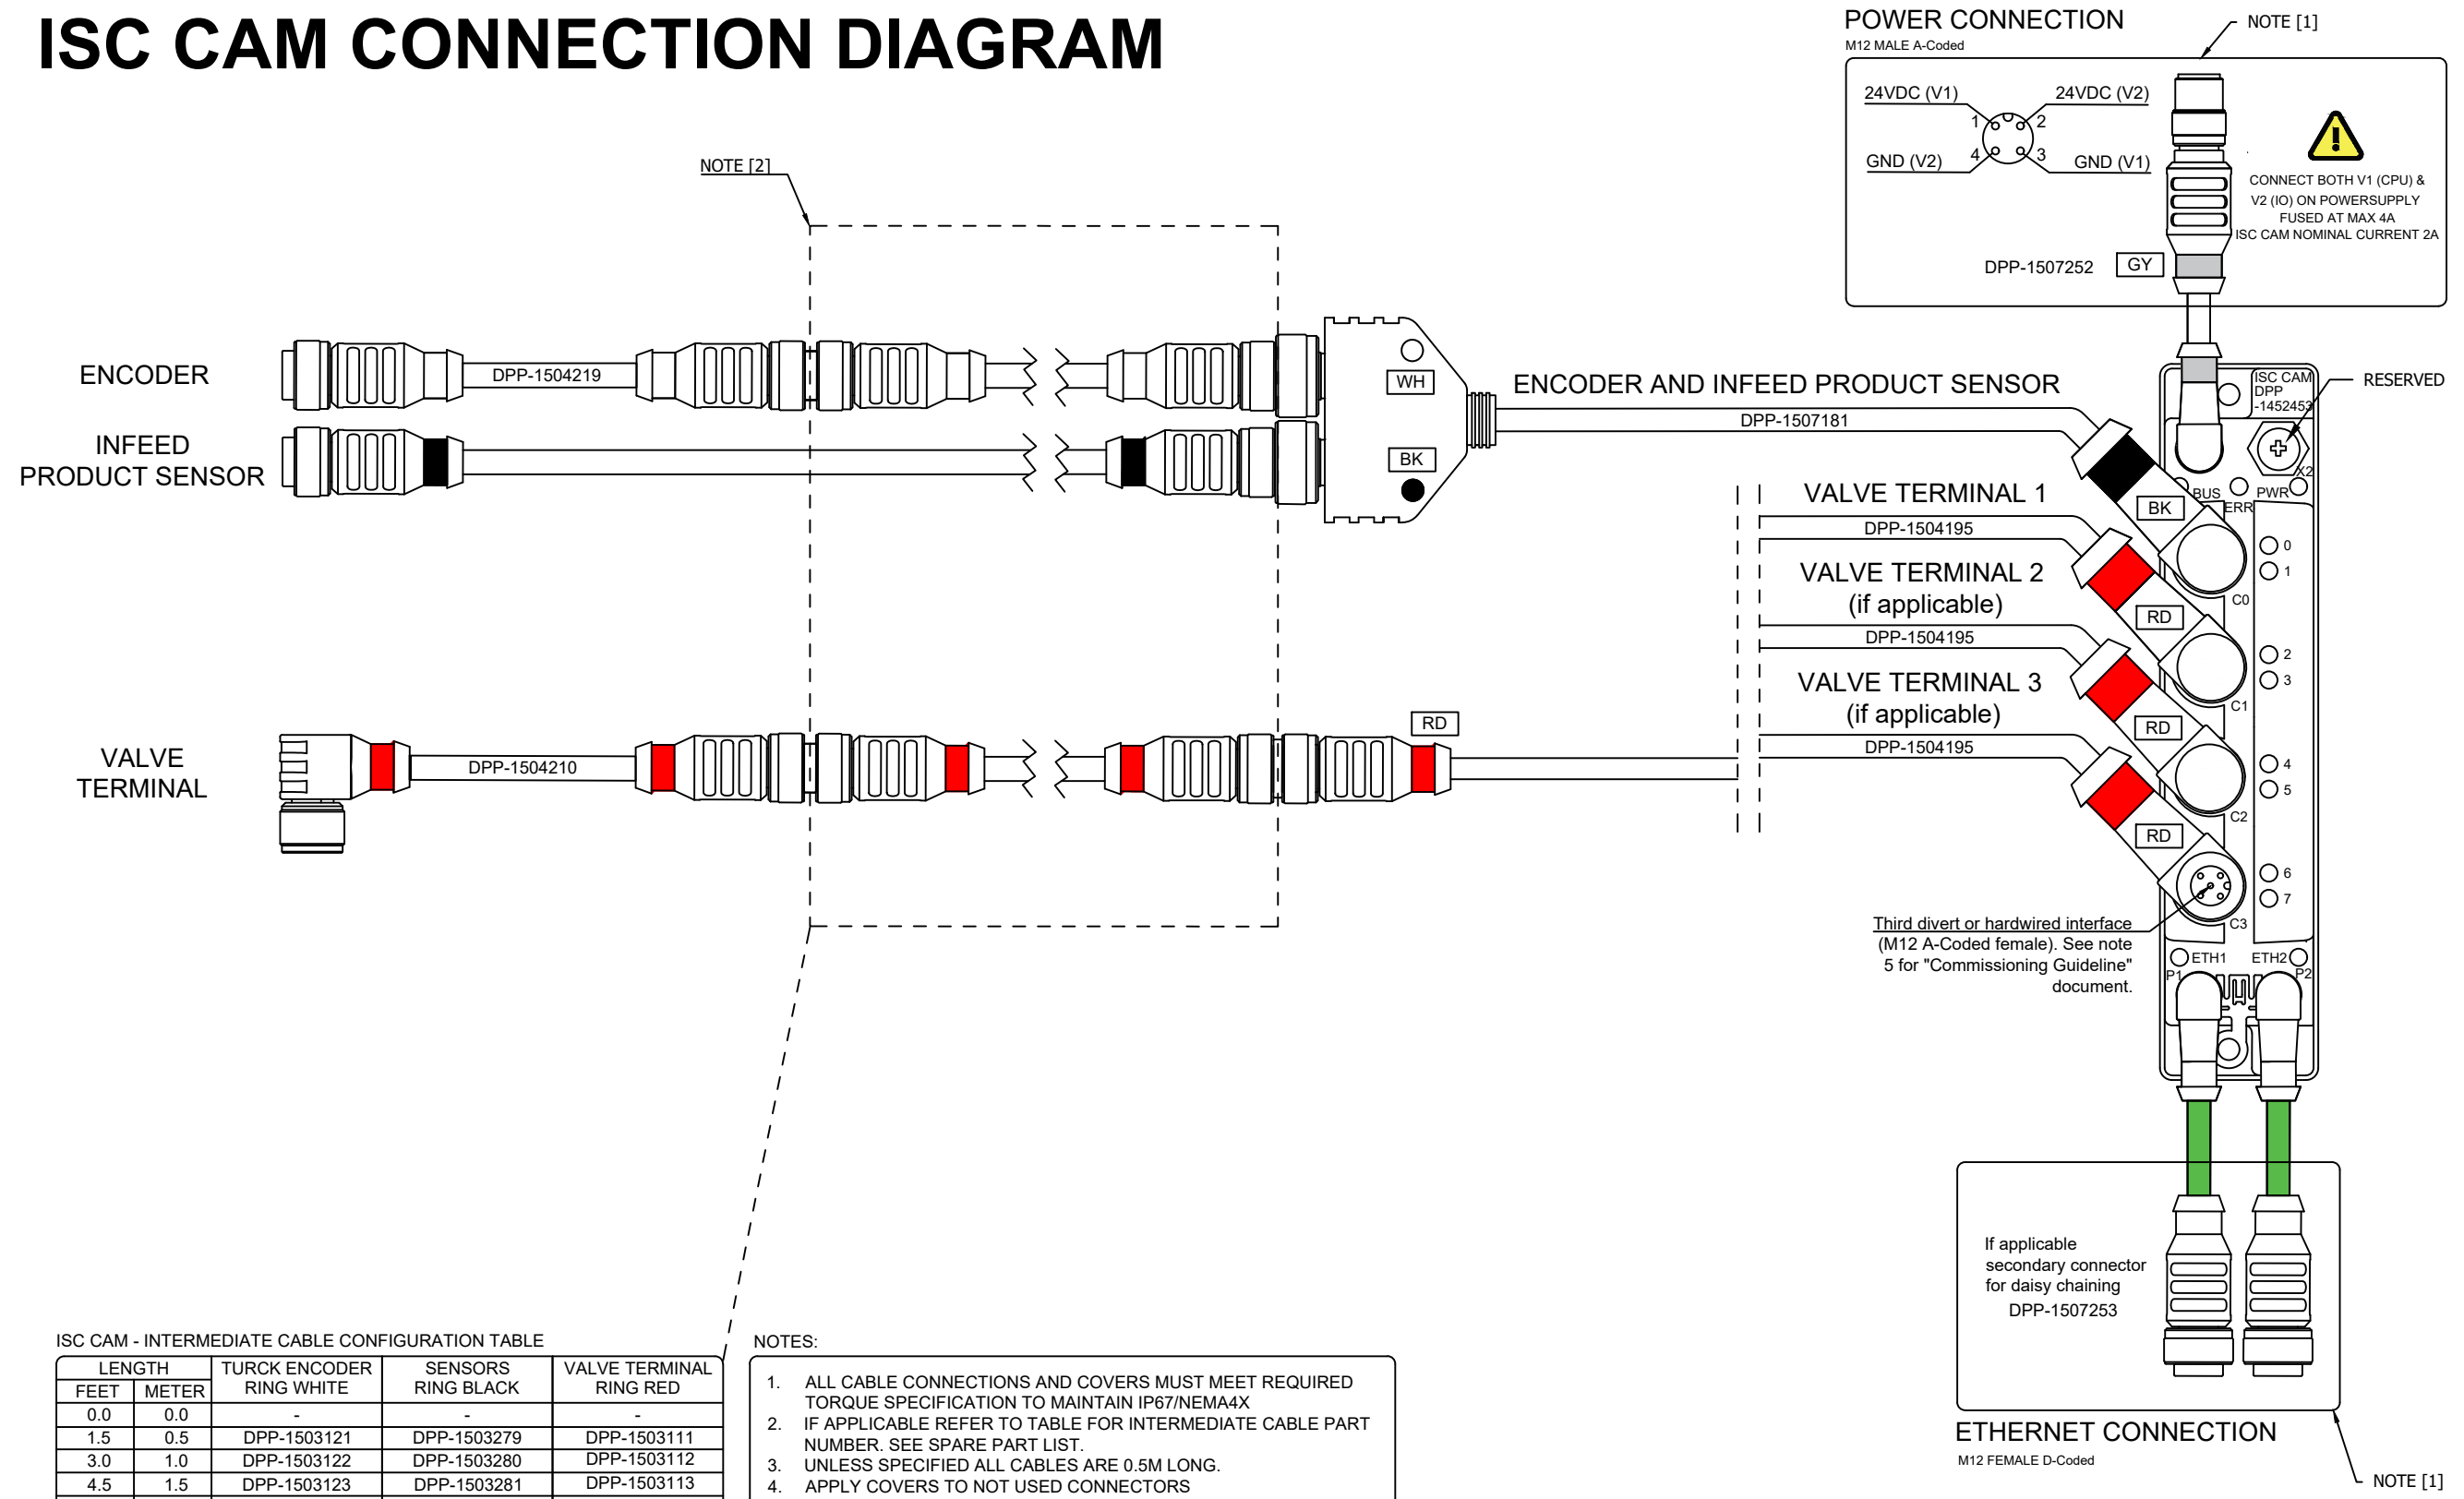 ISC CAM CONNECTION DIAGRAM
POWER CONNECTION
M12 MALE A-Coded
NOTE [1]
24VDC (V1)
24VDC (V2)
1
2
4
3
GND (V2)
GND (V1)
CONNECT BOTH V1 (CPU) &
V2 (IO) ON POWERSUPPLY
FUSED AT MAX 4A
ISC CAM NOMINAL CURRENT 2A
DPP-1507252
GY
NOTE [2]
ENCODER
DPP-1504219
WH
ENCODER AND INFEED PRODUCT SENSOR
DPP-1507181
ISC CAM
DPP
-1452453
RESERVED
INFEED
PRODUCT SENSOR
BK
X2
BUS
ERR
PWR
BK
VALVE TERMINAL 1
DPP-1504195
0
1
C0
VALVE TERMINAL 2
(if applicable)
DPP-1504195
RD
2
3
C1
VALVE TERMINAL 3
(if applicable)
DPP-1504195
RD
4
5
C2
RD
VALVE
TERMINAL
DPP-1504210
RD
6
7
C3
Third divert or hardwired interface
(M12 A-Coded female). See note
5 for "Commissioning Guideline"
document.
ETH1
ETH2
P1
P2
If applicable
secondary connector
for daisy chaining
DPP-1507253
ETHERNET CONNECTION
M12 FEMALE D-Coded
NOTE [1]
ISC CAM - INTERMEDIATE CABLE CONFIGURATION TABLE
LENGTH TURCK ENCODER SENSORS VALVE TERMINAL
FEET METER RING WHITE RING BLACK RING RED
0.0 0.0 - - -
1.5 0.5 DPP-1503121 DPP-1503279 DPP-1503111
3.0 1.0 DPP-1503122 DPP-1503280 DPP-1503112
4.5 1.5 DPP-1503123 DPP-1503281 DPP-1503113
NOTES:
1. ALL CABLE CONNECTIONS AND COVERS MUST MEET REQUIRED
TORQUE SPECIFICATION TO MAINTAIN IP67/NEMA4X
2. IF APPLICABLE REFER TO TABLE FOR INTERMEDIATE CABLE PART
NUMBER. SEE SPARE PART LIST.
3. UNLESS SPECIFIED ALL CABLES ARE 0.5M LONG.
4. APPLY COVERS TO NOT USED CONNECTORS